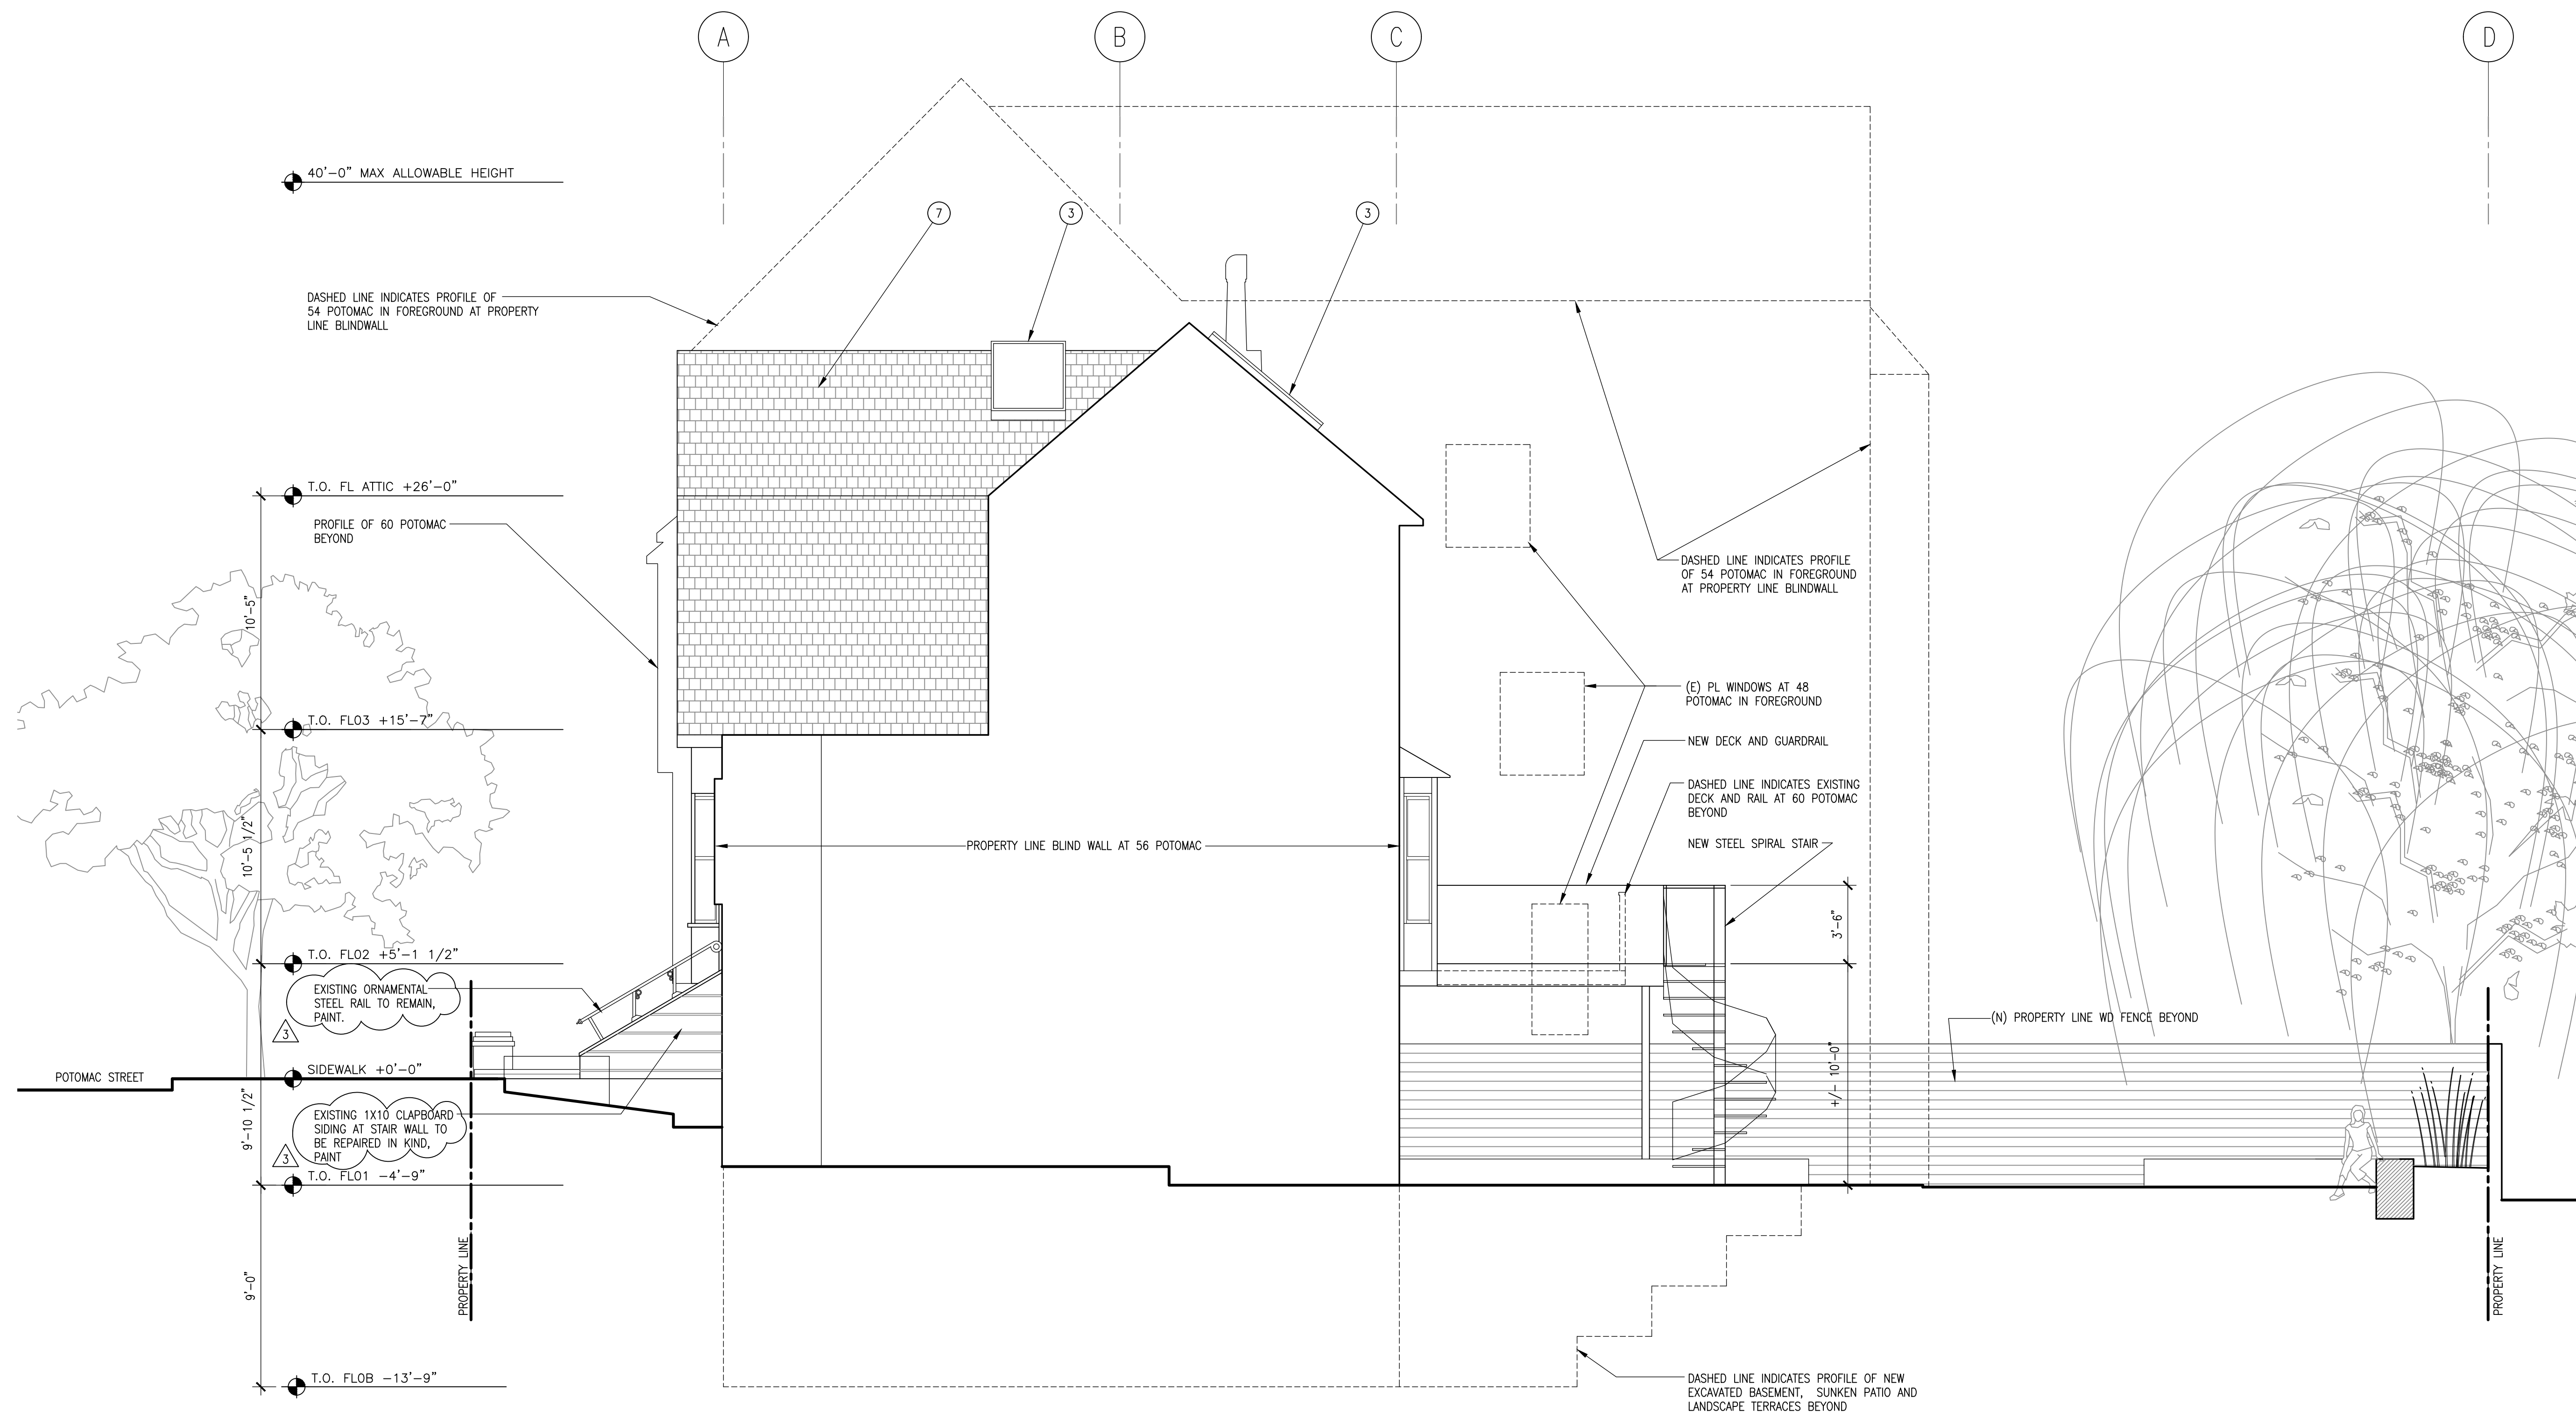 A
B
C
D
40'-0" MAX ALLOWABLE HEIGHT
7
3
3
DASHED LINE INDICATES PROFILE OF
54 POTOMAC IN FOREGROUND AT PROPERTY
LINE BLINDWALL
T.O. FL ATTIC +26'-0"
PROFILE OF 60 POTOMAC
BEYOND
DASHED LINE INDICATES PROFILE
OF 54 POTOMAC IN FOREGROUND
AT PROPERTY LINE BLINDWALL
10'-5"
(E) PL WINDOWS AT 48
POTOMAC IN FOREGROUND
T.O. FL03 +15'-7"
NEW DECK AND GUARDRAIL
DASHED LINE INDICATES EXISTING
DECK AND RAIL AT 60 POTOMAC
BEYOND
NEW STEEL SPIRAL STAIR
10'-5 1/2"
PROPERTY LINE BLIND WALL AT 56 POTOMAC
3'-6"
T.O. FL02 +5'-1 1/2"
EXISTING ORNAMENTAL
STEEL RAIL TO REMAIN,
PAINT.
3
(N) PROPERTY LINE WD FENCE BEYOND
+/- 10'-0"
POTOMAC STREET
SIDEWALK +0'-0"
9'-10 1/2"
EXISTING 1X10 CLAPBOARD
SIDING AT STAIR WALL TO
BE REPAIRED IN KIND,
PAINT
3
T.O. FL01 -4'-9"
PROPERTY LINE
PROPERTY LINE
9'-0"
T.O. FL0B -13'-9"
DASHED LINE INDICATES PROFILE OF NEW
EXCAVATED BASEMENT, SUNKEN PATIO AND
LANDSCAPE TERRACES BEYOND